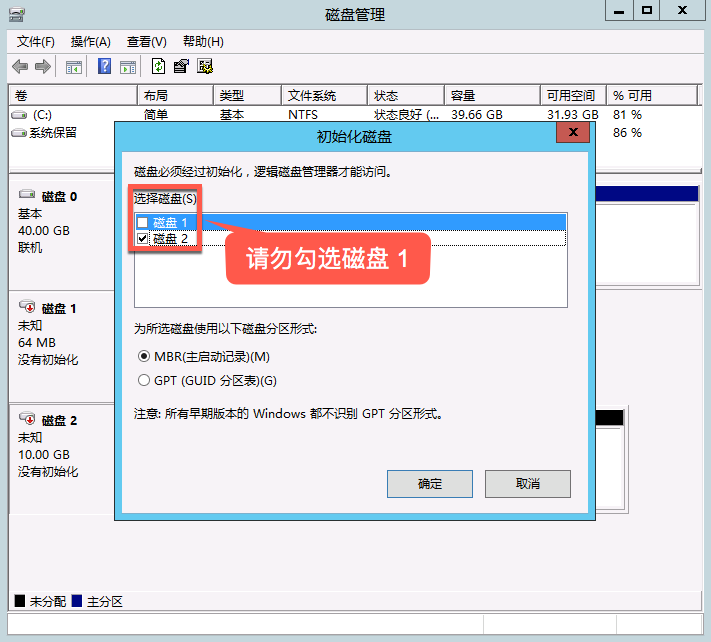 磁盘管理
文件(F) 操作(A) 查看(V) 帮助(H)
卷 布局 类型 文件系统 状态 容量 可用空间 % 可用
(C:) 简单 基本 NTFS 状态良好 (... 39.66 GB 31.93 GB 81 %
系统保留 86 %
初始化磁盘
磁盘必须经过初始化，逻辑磁盘管理器才能访问。
选择磁盘(S)
磁盘 1
磁盘 2
请勿勾选磁盘 1
为所选磁盘使用以下磁盘分区形式:
MBR(主启动记录)(M)
GPT (GUID 分区表)(G)
注意: 所有早期版本的 Windows 都不识别 GPT 分区形式。
确定 取消
磁盘 0
基本
40.00 GB
联机
磁盘 1
未知
64 MB
没有初始化
磁盘 2
未知
10.00 GB
没有初始化
未分配 主分区